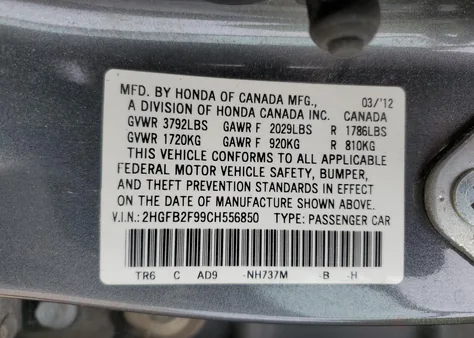 MFD. BY HONDA OF CANADA MFG., 03/'12
A DIVISION OF HONDA CANADA INC. CANADA
GVWR 3792LBS GAWR F 2029LBS R 1786LBS
GVWR 1720KG GAWR F 920KG R 810KG
THIS VEHICLE CONFORMS TO ALL APPLICABLE
FEDERAL MOTOR VEHICLE SAFETY, BUMPER,
AND THEFT PREVENTION STANDARDS IN EFFECT
ON THE DATE OF MANUFACTURE SHOWN ABOVE.
V.I.N.:2HGFB2F99CH556850 TYPE: PASSENGER CAR
TR6 C AD9 -NH737M -B -H